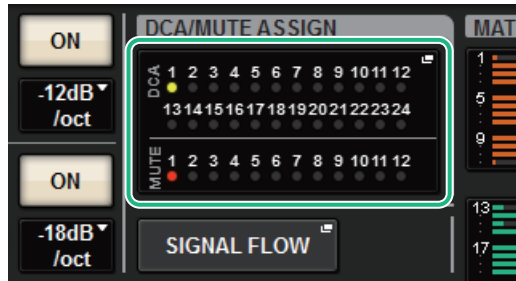 ON
-12dB
/oct
ON
-18dB
/oct
DCA/MUTE ASSIGN
DCA
1 2 3 4 5 6 7 8 9 10 11 12
13 14 15 16 17 18 19 20 21 22 23 24
MUTE
1 2 3 4 5 6 7 8 9 10 11 12
SIGNAL FLOW
MAT
1
5
9
13
17